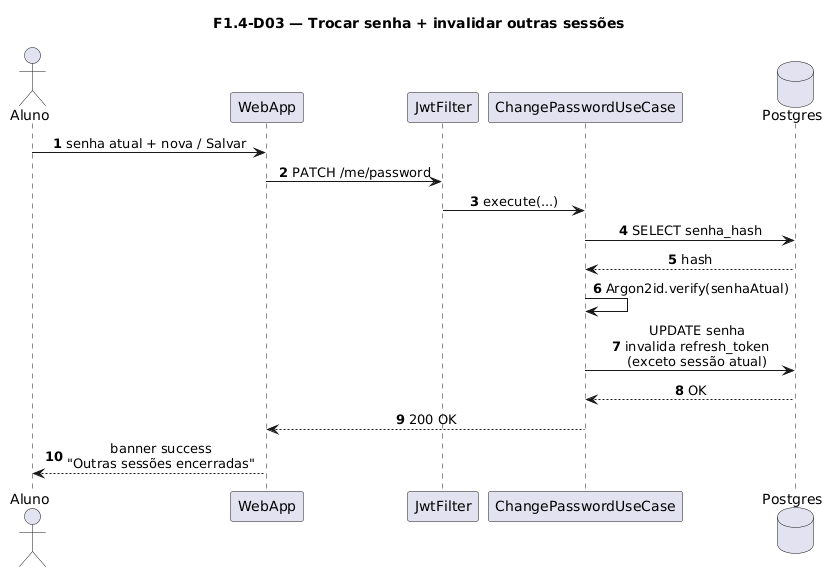 F1.4-D03 — Trocar senha + invalidar outras sessões
Aluno
WebApp
JwtFilter
ChangePasswordUseCase
Postgres
1 senha atual + nova / Salvar
2 PATCH /me/password
3 execute(...)
4 SELECT senha_hash
5 hash
6 Argon2id.verify(senhaAtual)
UPDATE senha
7 invalida refresh_token
(exceto sessão atual)
8 OK
9 200 OK
banner success
10 "Outras sessões encerradas"
Aluno
WebApp
JwtFilter
ChangePasswordUseCase
Postgres